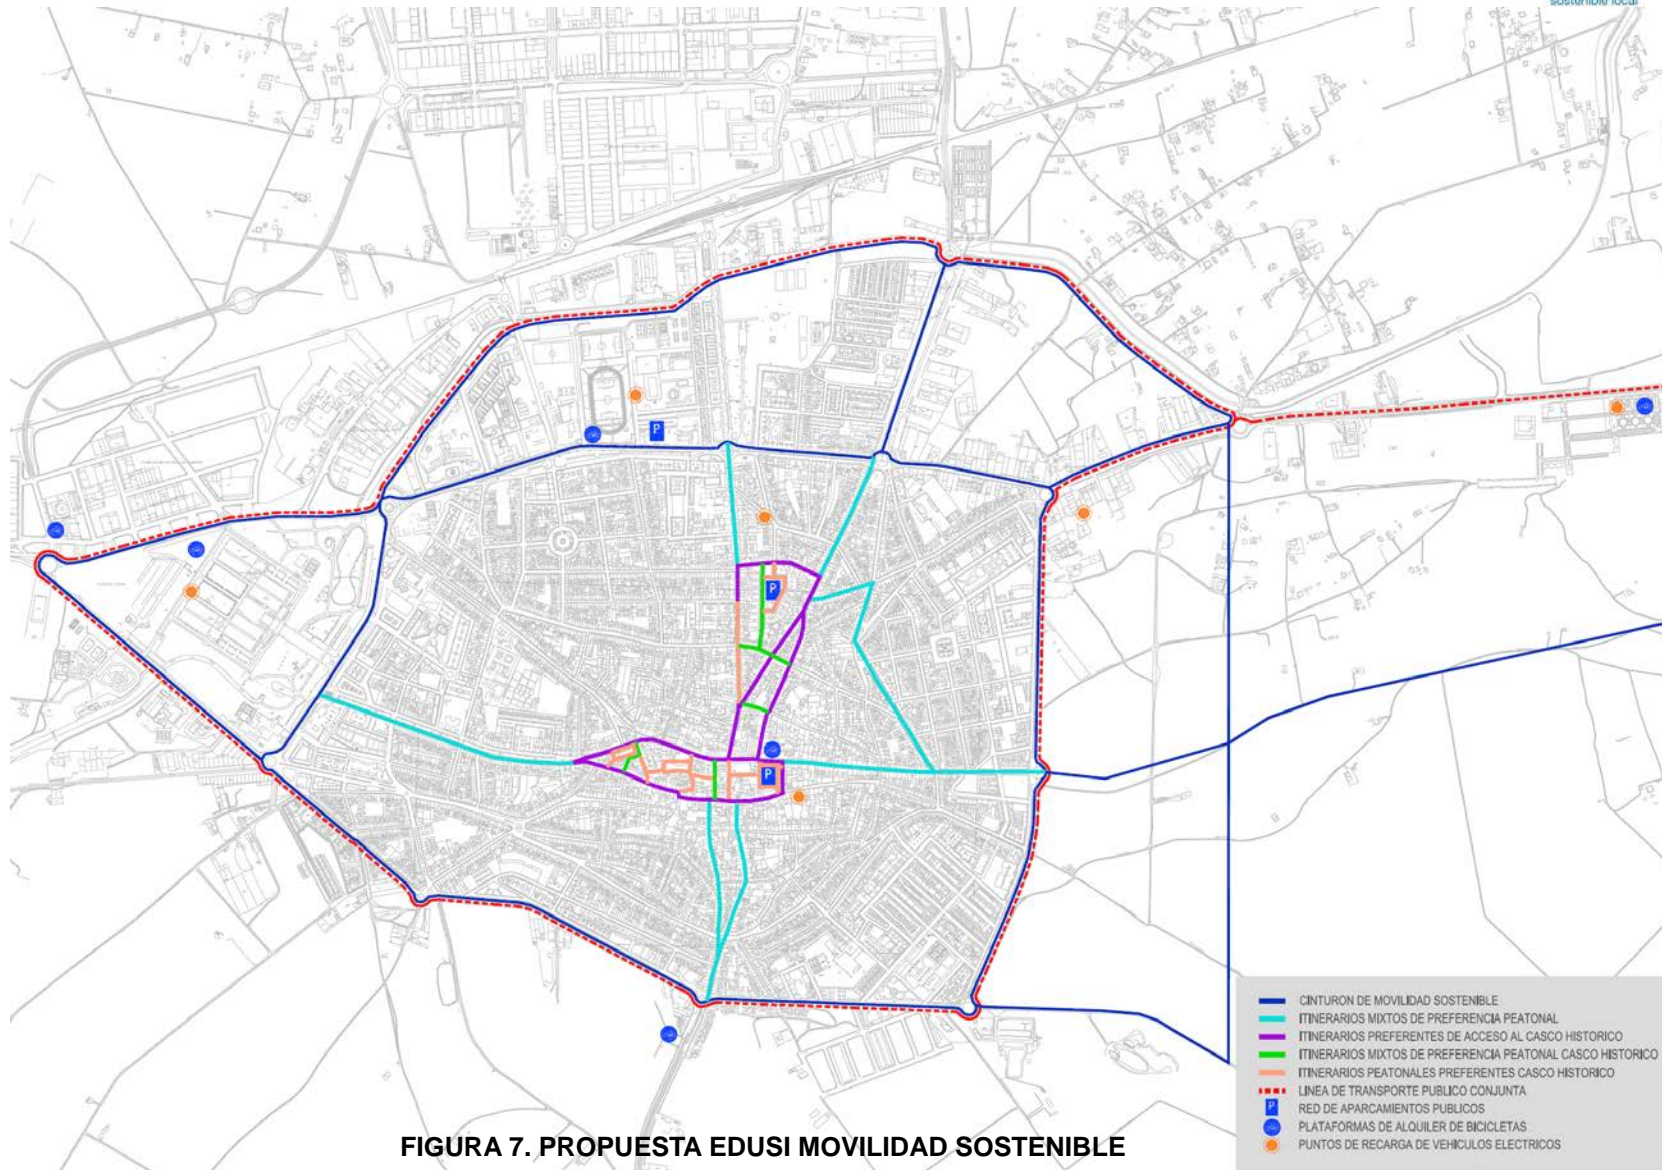 sostenible local
P
P
P
CINTURON DE MOVILIDAD SOSTENIBLE
ITINERARIOS MIXTOS DE PREFERENCIA PEATONAL
ITINERARIOS PREFERENTES DE ACCESO AL CASCO HISTORICO
ITINERARIOS MIXTOS DE PREFERENCIA PEATONAL CASCO HISTORICO
ITINERARIOS PEATONALES PREFERENTES CASCO HISTORICO
LINEA DE TRANSPORTE PUBLICO CONJUNTA
P RED DE APARCAMIENTOS PUBLICOS
PLATAFORMAS DE ALQUILER DE BICICLETAS
PUNTOS DE RECARGA DE VEHICULOS ELECTRICOS
FIGURA 7. PROPUESTA EDUSI MOVILIDAD SOSTENIBLE